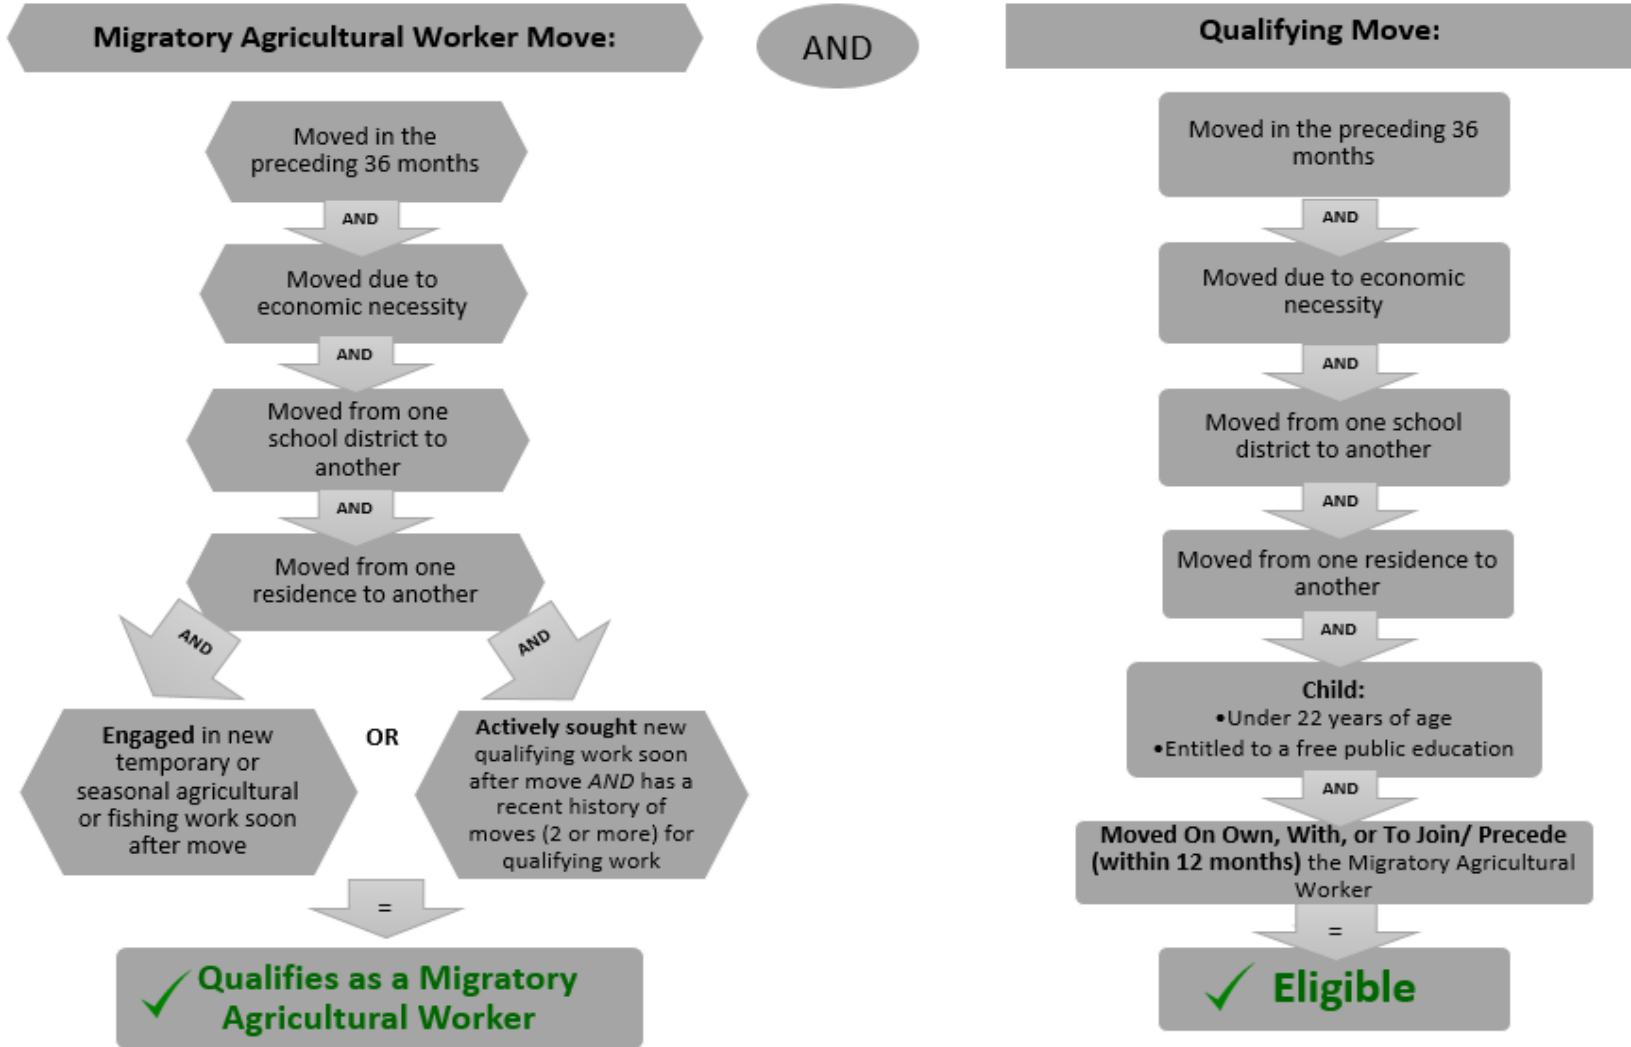 Migratory Agricultural Worker Move:
AND
Qualifying Move:
Moved in the
preceding 36 months
AND
Moved due to
economic necessity
AND
Moved from one
school district to
another
AND
Moved from one
residence to another
AND
AND
Engaged in new
temporary or
seasonal agricultural
or fishing work soon
after move
OR
Actively sought new
qualifying work soon
after move AND has a
recent history of
moves (2 or more) for
qualifying work
=
Qualifies as a Migratory
Agricultural Worker
Moved in the preceding 36
months
AND
Moved due to economic
necessity
AND
Moved from one school
district to another
AND
Moved from one residence to
another
AND
Child:
•Under 22 years of age
•Entitled to a free public education
AND
Moved On Own, With, or To Join/ Precede
(within 12 months) the Migratory Agricultural
Worker
=
Eligible